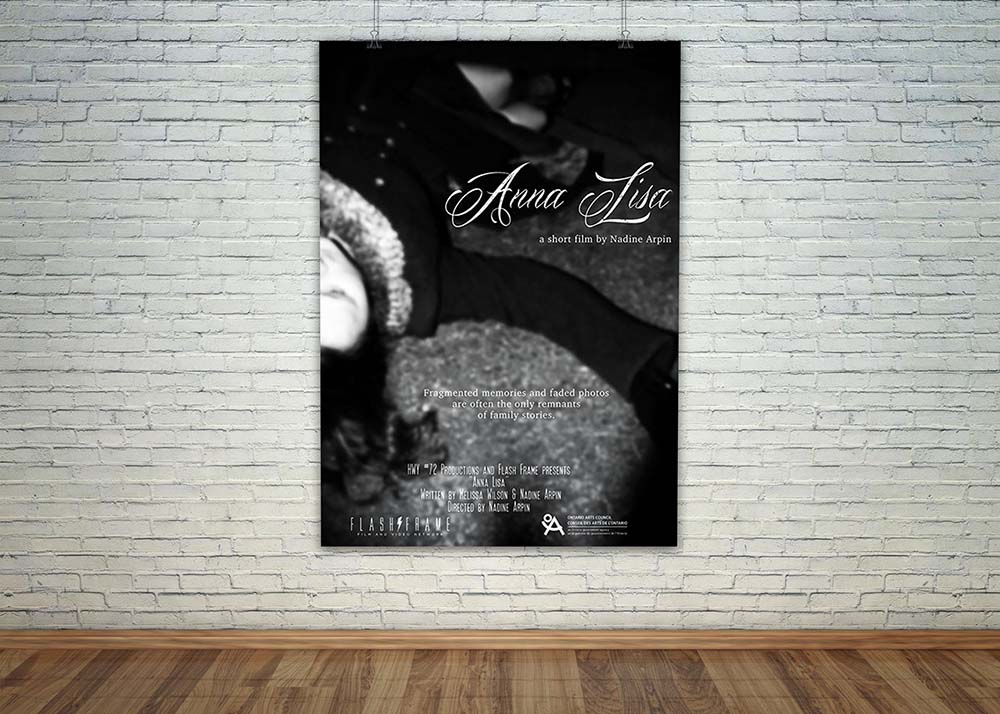 Anna Lisa
a short film by Nadine Arpin
Fragmented memories and faded photos
are often the only remnants
of family stories.
HWY #72 Productions and Flash Frame presents
"Anna Lisa"
Written by Melissa Wilson & Nadine Arpin
Directed by Nadine Arpin
FLASH FRAME
FILM AND VIDEO NETWORK
ONTARIO ARTS COUNCIL
CONSEIL DES ARTS DE L'ONTARIO